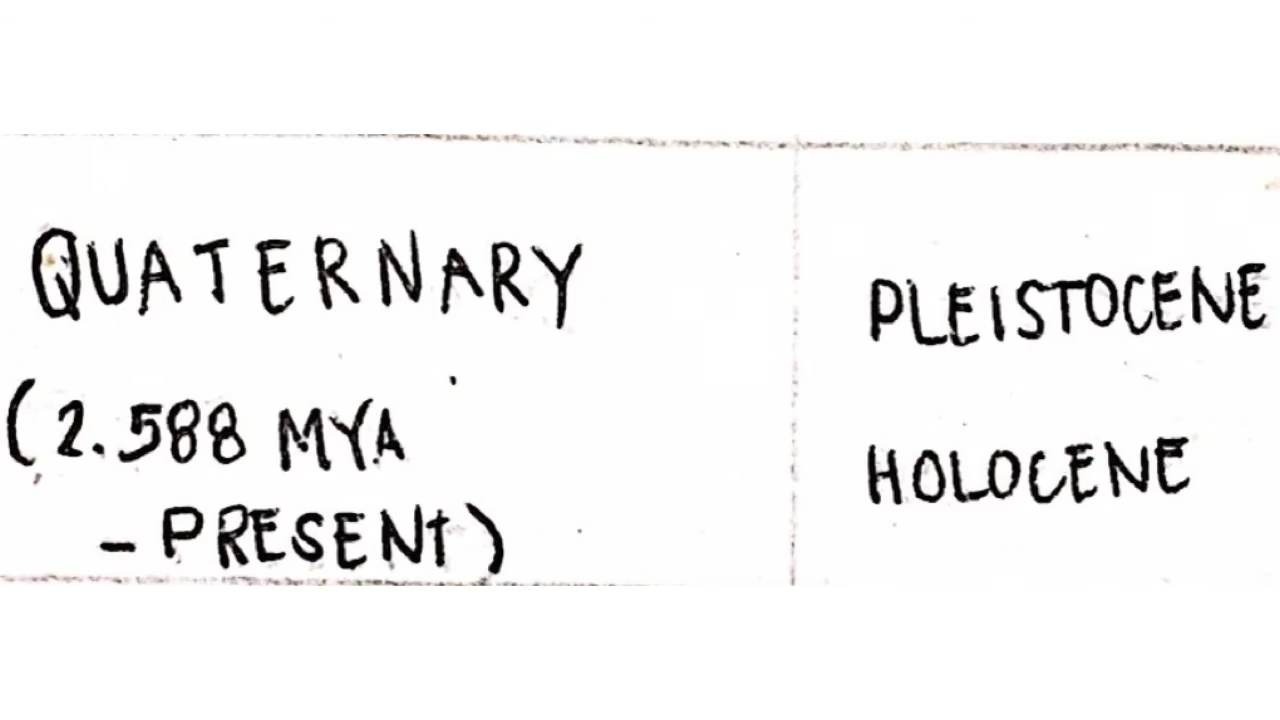 QUATERNARY
(2.588 MYA
- PRESENT)
PLEISTOCENE
HOLOCENE